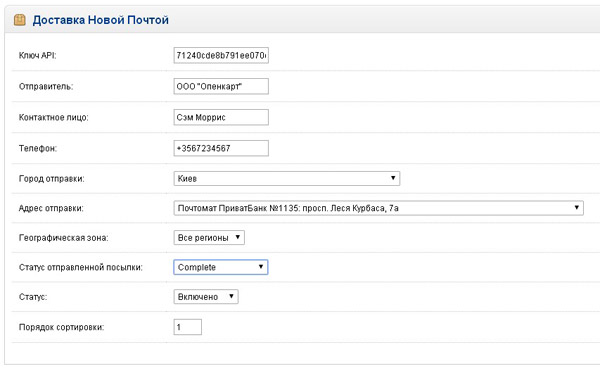 Доставка Новой Почтой
Ключ API: 71240cde8b791ee070
Отправитель: ООО "Опенкарт"
Контактное лицо: Сэм Моррис
Телефон: +3567234567
Город отправки: Киев
Адрес отправки: Почтомат ПриватБанк №1135: просп. Леся Курбаса, 7а
Географическая зона: Все регионы
Статус отправленной посылки: Complete
Статус: Включено
Порядок сортировки: 1